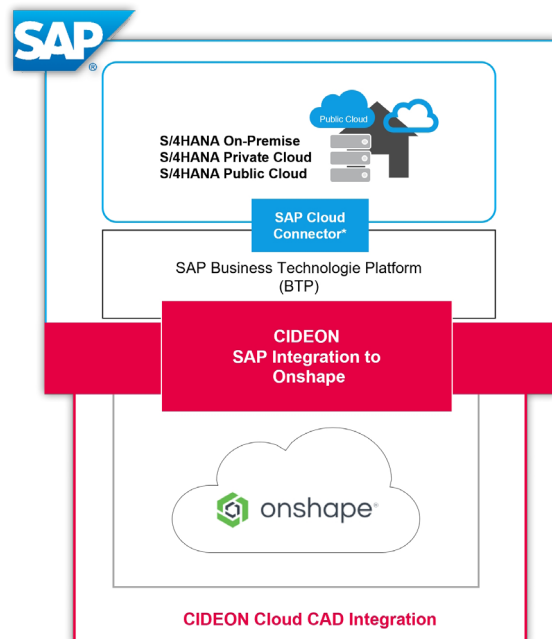 SAP
®
Public Cloud
S/4HANA On-Premise
S/4HANA Private Cloud
S/4HANA Public Cloud
SAP Cloud
Connector*
SAP Business Technologie Platform
(BTP)
CIDEON
SAP Integration to
Onshape
onshape®
CIDEON Cloud CAD Integration